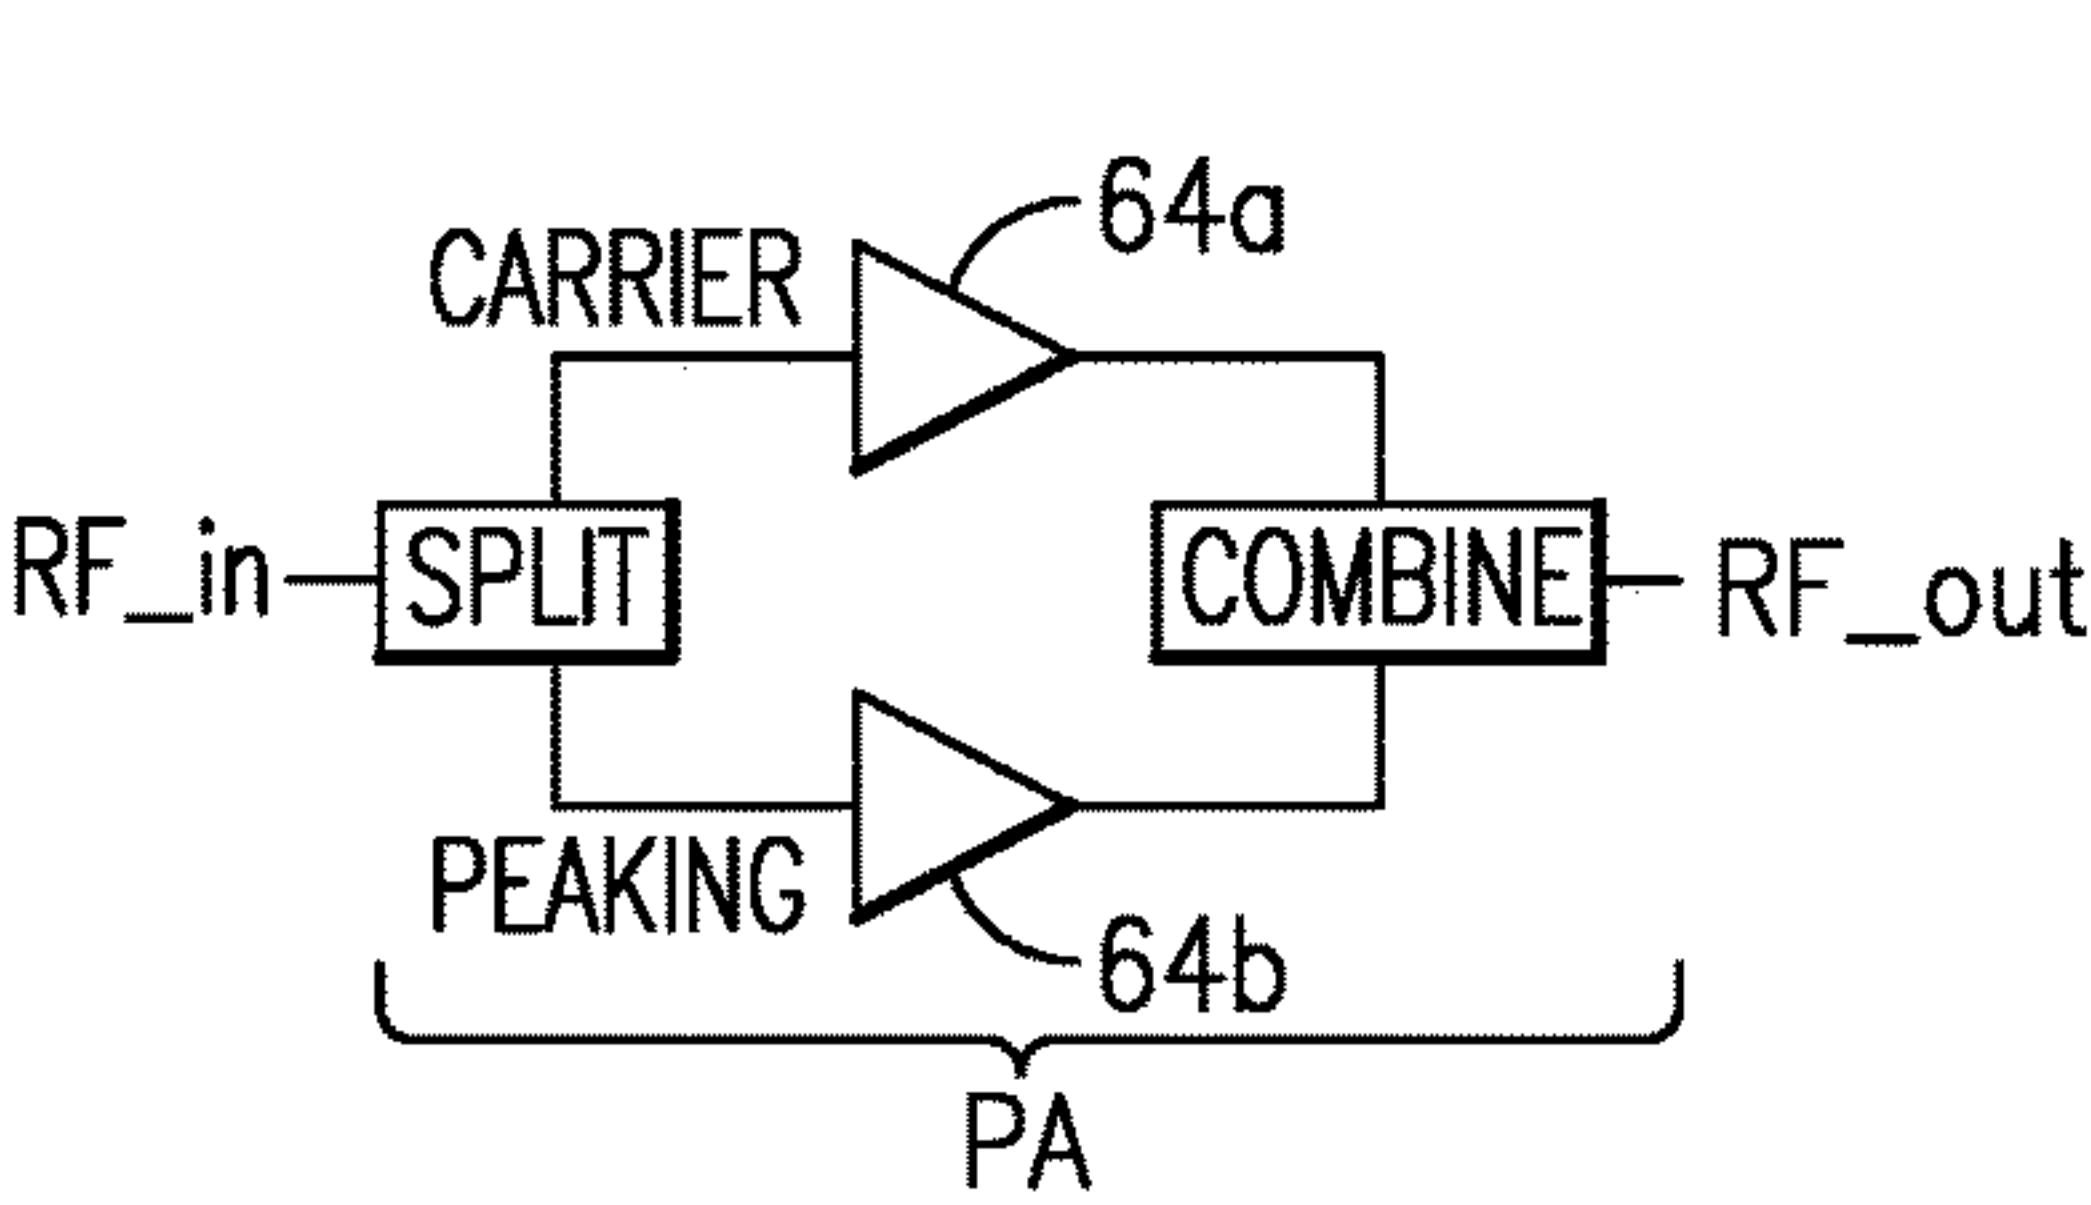 64a
CARRIER
RF_in
SPLIT
COMBINE
RF_out
PEAKING
64b
PA